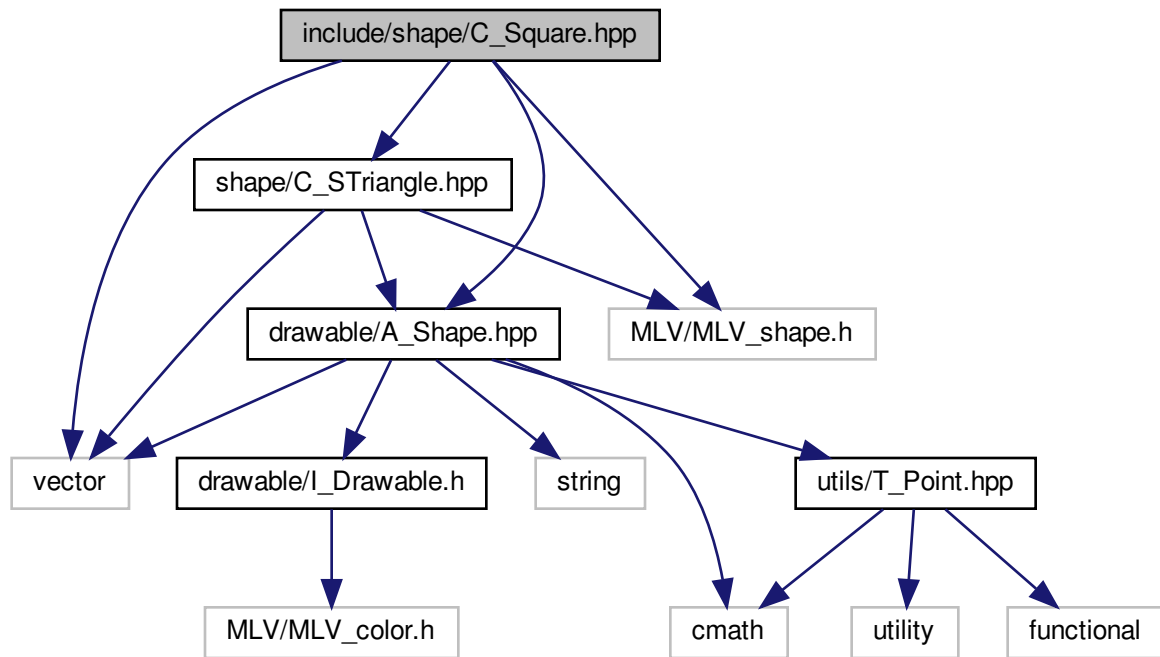 include/shape/C_Square.hpp
shape/C_STriangle.hpp
drawable/A_Shape.hpp
MLV/MLV_shape.h
vector
drawable/I_Drawable.h
string
utils/T_Point.hpp
MLV/MLV_color.h
cmath
utility
functional